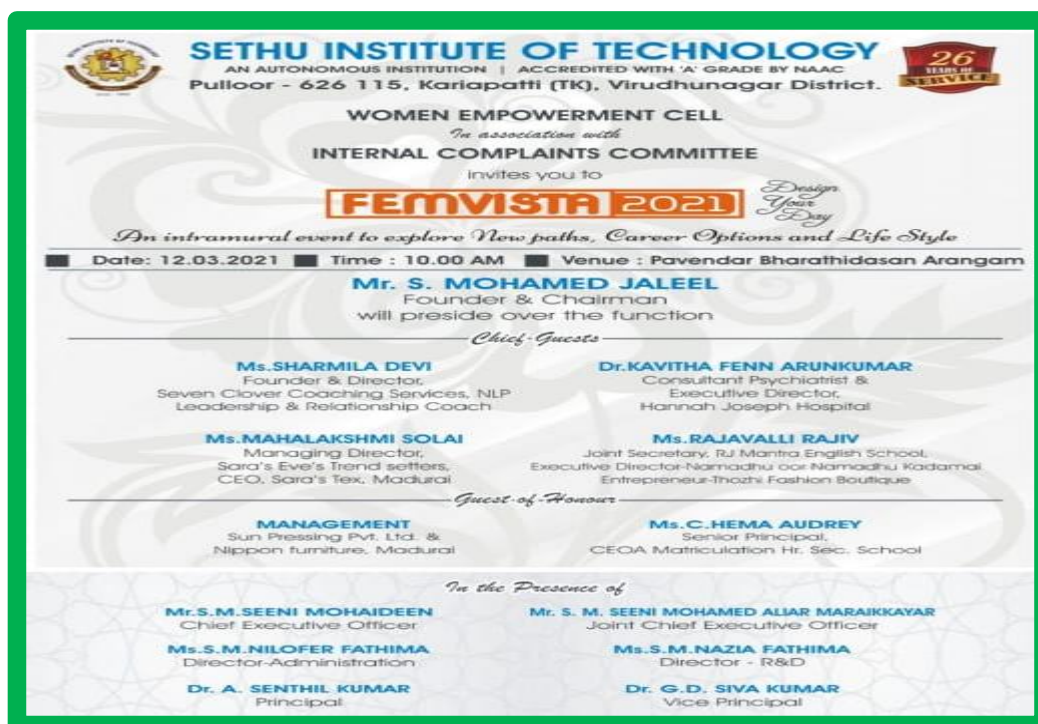 SETHU INSTITUTE OF TECHNOLOGY
AN AUTONOMOUS INSTITUTION | ACCREDITED WITH 'A' GRADE BY NAAC
Pulloor - 626 115, Kariapatti (TK), Virudhunagar District.
26
YEARS OF
SERVICE
WOMEN EMPOWERMENT CELL
In association with
INTERNAL COMPLAINTS COMMITTEE
invites you to
FEMVISTA 2021
Design
Your
Day
An intramural event to explore New paths, Career Options and Life Style
Date: 12.03.2021 Time : 10.00 AM Venue : Pavendar Bharathidasan Arangam
Mr. S. MOHAMED JALEEL
Founder & Chairman
will preside over the function
Chief-Guests
Ms.SHARMILA DEVI
Founder & Director,
Seven Clover Coaching Services, NLP
Leadership & Relationship Coach
Dr.KAVITHA FENN ARUNKUMAR
Consultant Psychiatrist &
Executive Director,
Hannah Joseph Hospital
Ms.MAHALAKSHMI SOLAI
Managing Director,
Sara's Eve's Trend setters,
CEO, Sara's Tex, Madurai
Ms.RAJAVALLI RAJIV
Joint Secretary, RJ Mantra English School,
Executive Director-Namadhu oor Namadhu Kadamai
Entrepreneur-Thozhi Fashion Boutique
Guest-of-Honour
MANAGEMENT
Sun Pressing Pvt. Ltd. &
Nippon furniture, Madurai
Ms.C.HEMA AUDREY
Senior Principal,
CEOA Matriculation Hr. Sec. School
In the Presence of
Mr.S.M.SEENI MOHAIDEEN
Chief Executive Officer
Mr. S. M. SEENI MOHAMED ALIAR MARAIKKAYAR
Joint Chief Executive Officer
Ms.S.M.NILOFER FATHIMA
Director-Administration
Ms.S.M.NAZIA FATHIMA
Director - R&D
Dr. A. SENTHIL KUMAR
Principal
Dr. G.D. SIVA KUMAR
Vice Principal